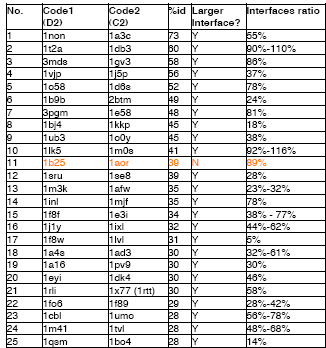 No. Code1 (D2) Code2 (C2) %id Larger Interface? Interfaces ratio
1 1non 1a3c 73 Y 55%
2 1t2a 1db3 60 Y 90%-110%
3 3mds 1gv3 58 Y 86%
4 1vjp 1j5p 56 Y 37%
5 1o58 1d6s 52 Y 78%
6 1b9b 2btm 49 Y 24%
7 3pgm 1e58 48 Y 81%
8 1bj4 1kkp 45 Y 18%
9 1ub3 1o0y 45 Y 38%
10 1lk5 1m0s 41 Y 92%-116%
11 1b25 1aor 39 N 89%
12 1sru 1se8 39 Y 28%
13 1m3k 1afw 35 Y 23%-32%
14 1inl 1mjf 35 Y 78%
15 1f8f 1e3i 34 Y 38% - 77%
16 1j1y 1ixl 32 Y 44%-62%
17 1f8w 1lvl 31 Y 5%
18 1a4s 1ad3 30 Y 32%-61%
19 1a16 1pv9 30 Y 30%
20 1eyi 1dk4 30 Y 46%
21 1rli 1x77 (1rtt) 30 Y 58%
22 1fo6 1f89 29 Y 28%-42%
23 1cbl 1umo 28 Y 56%-78%
24 1m41 1tvl 28 Y 48%-68%
25 1qsm 1bo4 28 Y 14%